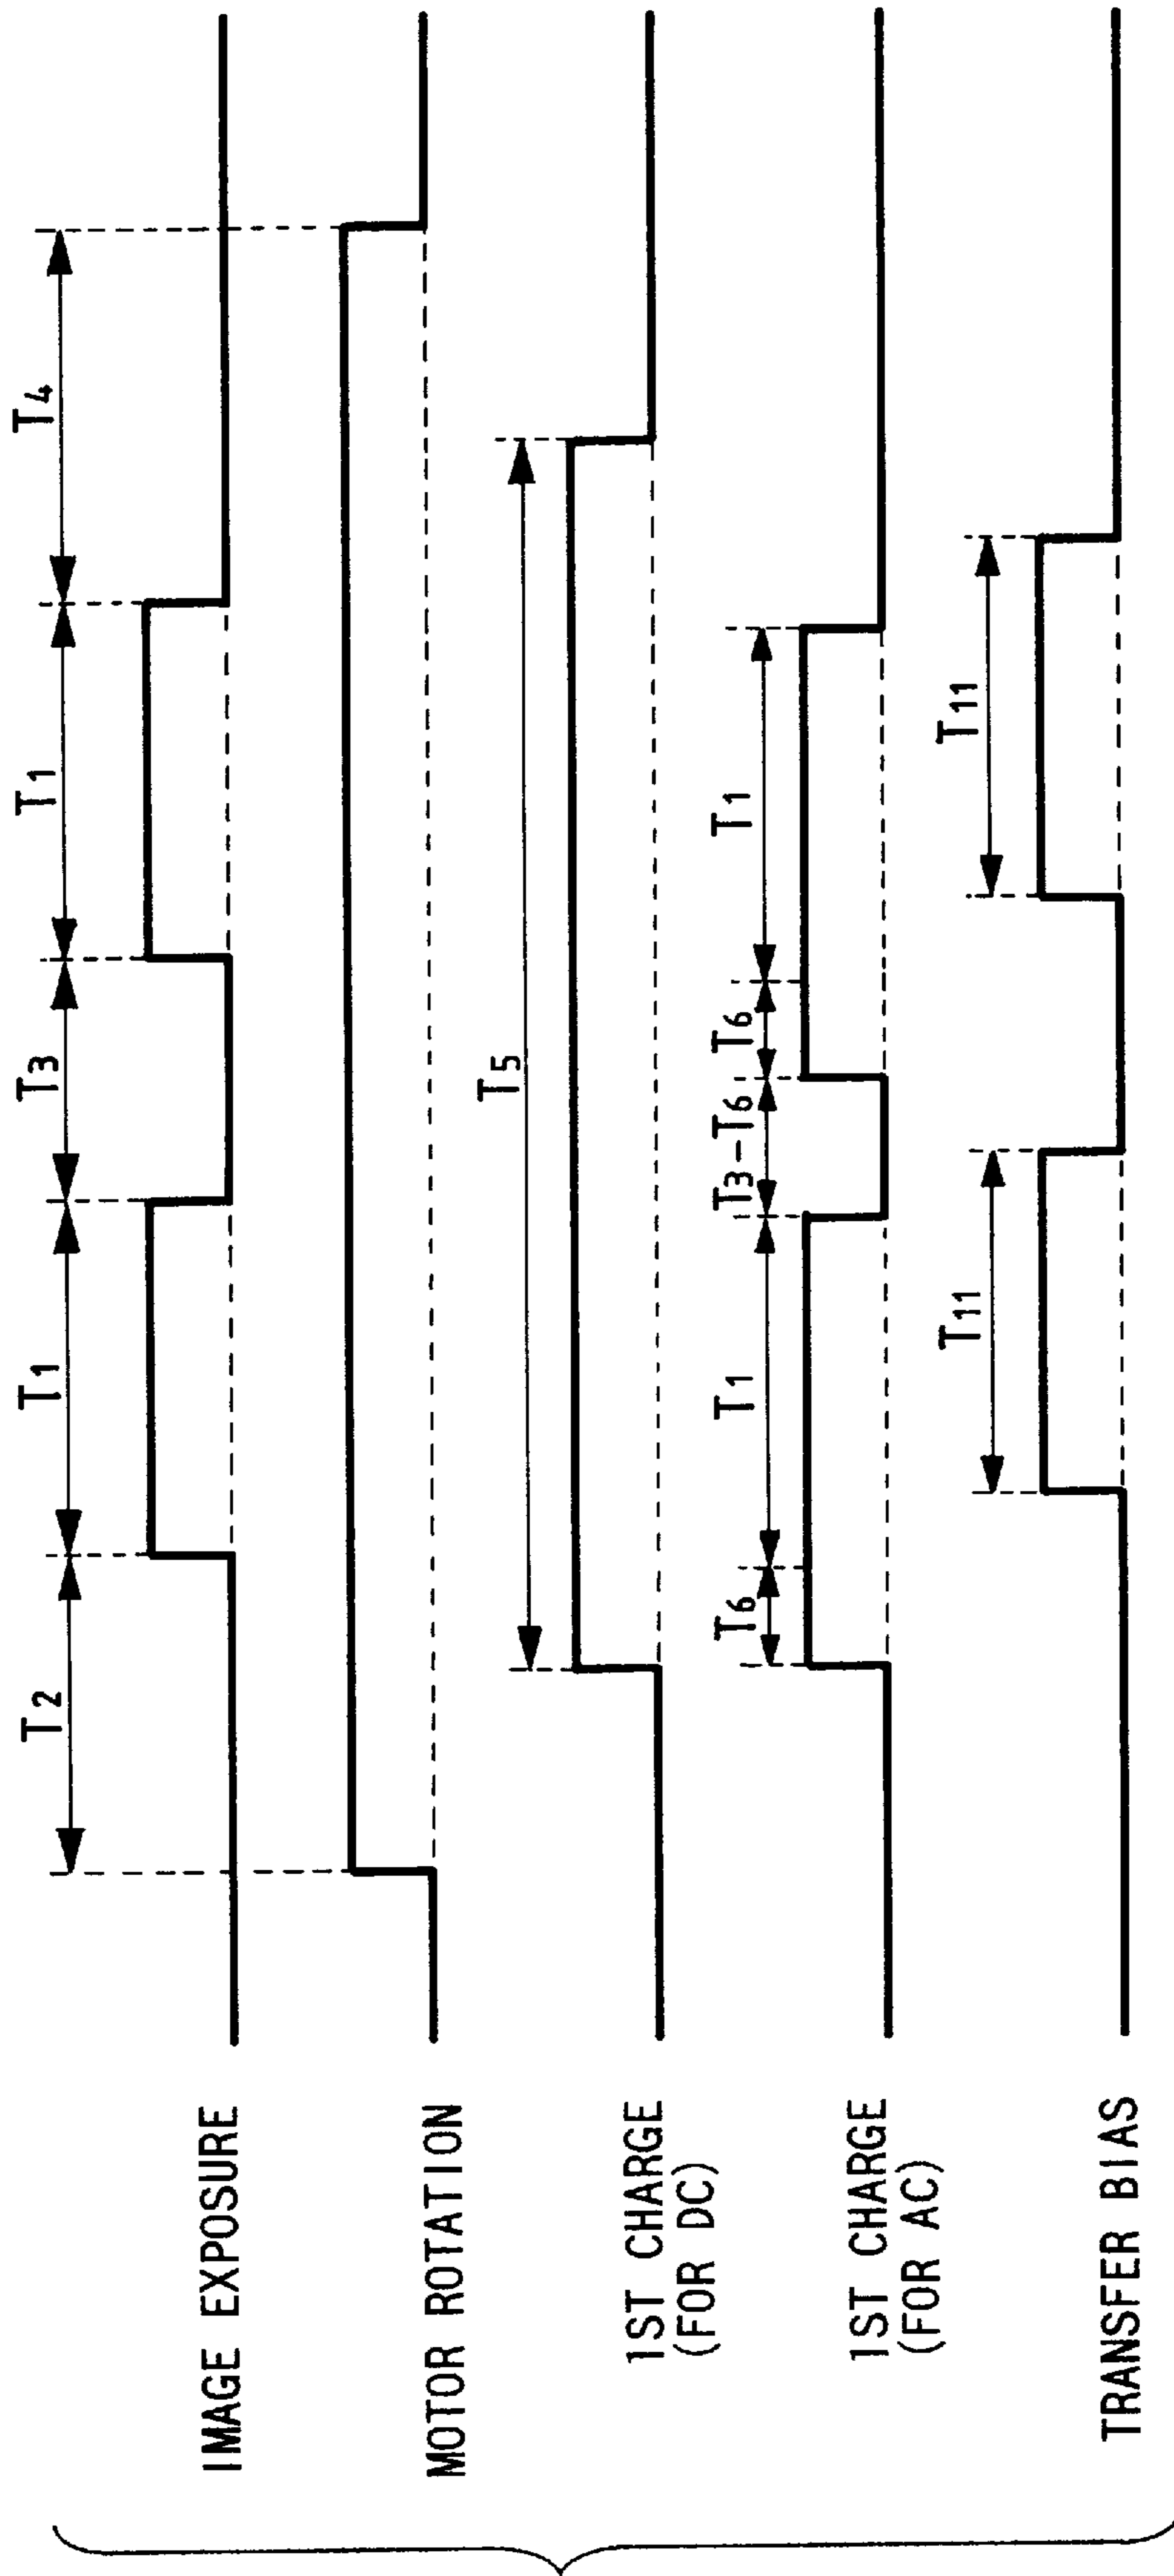 IMAGE EXPOSURE
T2
T1
T3
T1
T4
MOTOR ROTATION
1ST CHARGE
(FOR DC)
T5
1ST CHARGE
(FOR AC)
T6
T1
T3-T6
T6
T1
TRANSFER BIAS
T11
T11